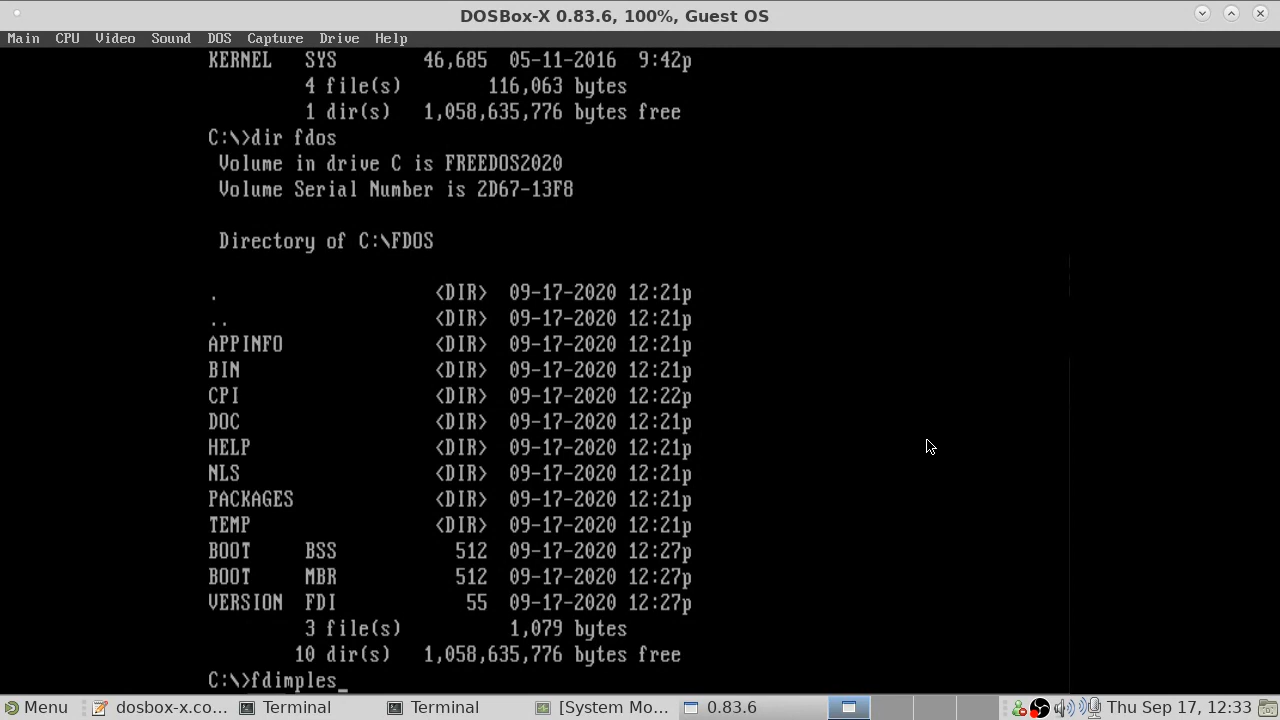 DOSBox-X 0.83.6, 100%, Guest OS
Main CPU Video Sound DOS Capture Drive Help
KERNEL   SYS        46,685  05-11-2016  9:42p
         4 file(s)        116,063 bytes
         1 dir(s)   1,058,635,776 bytes free
C:\>dir fdos
 Volume in drive C is FREEDOS2020
 Volume Serial Number is 2D67-13F8
 Directory of C:\FDOS
.                    <DIR>  09-17-2020 12:21p
..                   <DIR>  09-17-2020 12:21p
APPINFO              <DIR>  09-17-2020 12:21p
BIN                  <DIR>  09-17-2020 12:21p
CPI                  <DIR>  09-17-2020 12:22p
DOC                  <DIR>  09-17-2020 12:21p
HELP                 <DIR>  09-17-2020 12:21p
NLS                  <DIR>  09-17-2020 12:21p
PACKAGES             <DIR>  09-17-2020 12:21p
TEMP                 <DIR>  09-17-2020 12:21p
BOOT     BSS           512  09-17-2020 12:27p
BOOT     MBR           512  09-17-2020 12:27p
VERSION  FDI            55  09-17-2020 12:27p
         3 file(s)          1,079 bytes
        10 dir(s)   1,058,635,776 bytes free
C:\>fdimples_
Menu dosbox-x.co... Terminal Terminal [System Mo... 0.83.6 Thu Sep 17, 12:33